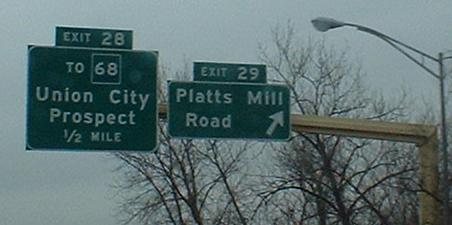 EXIT 28
TO 68
Union City
Prospect
1/2 MILE
EXIT 29
Platts Mill
Road